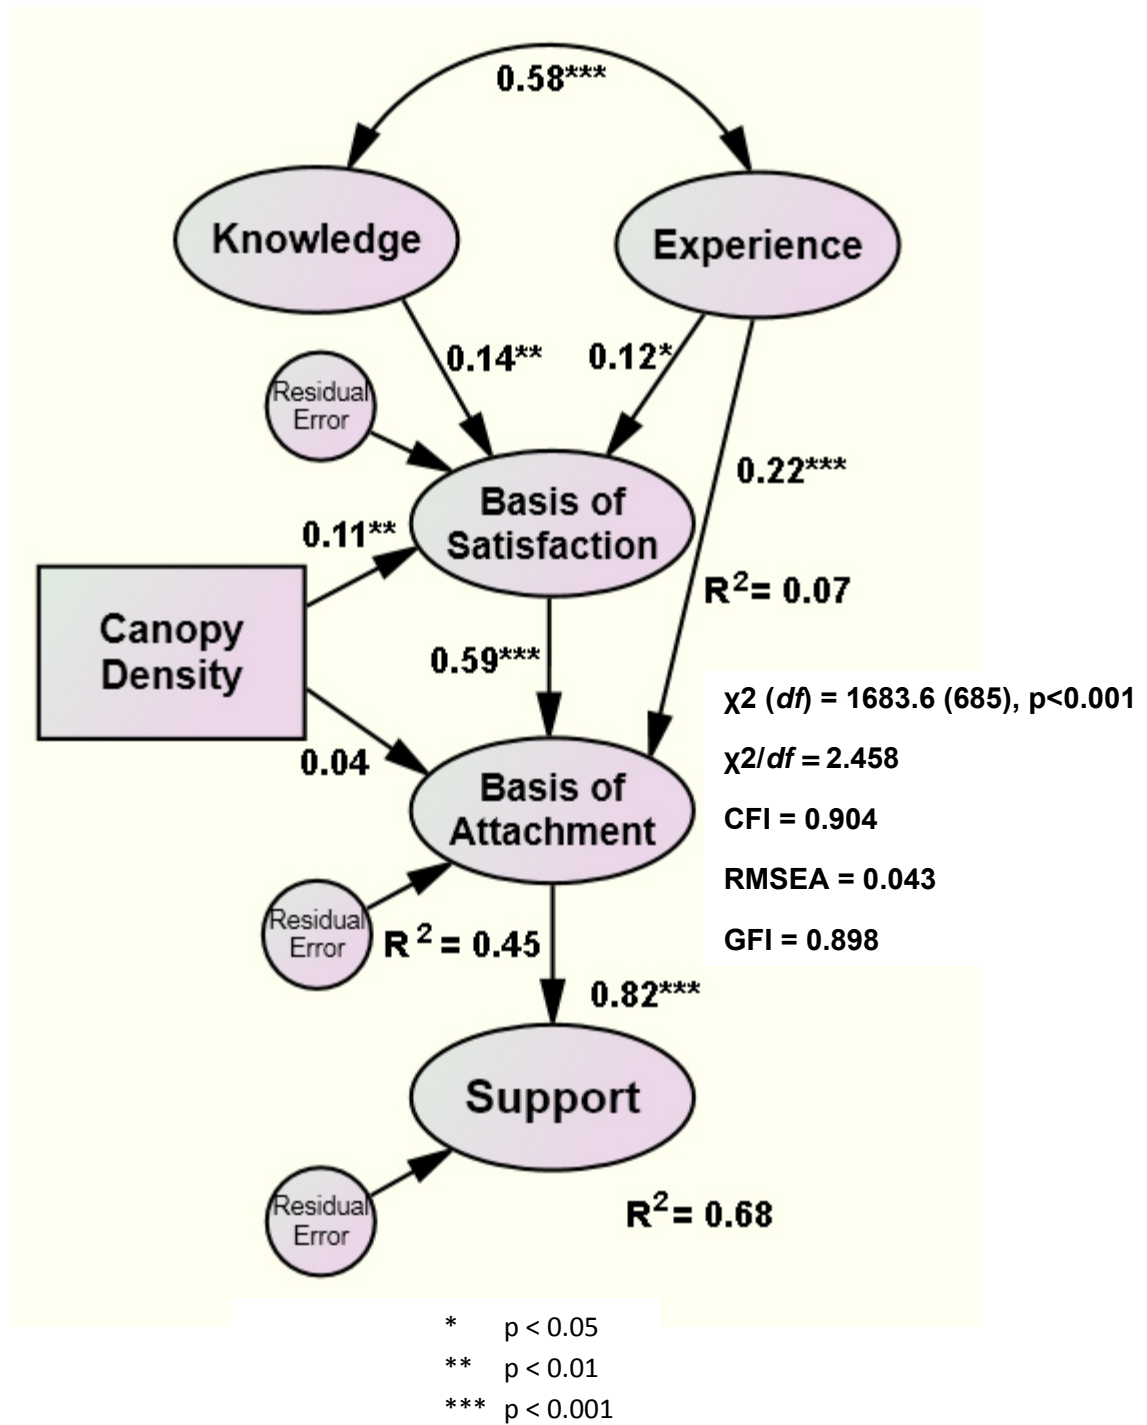 0.58***
Knowledge
Experience
0.14**
0.12*
Residual
Error
0.22***
Basis of
Satisfaction
0.11**
R²= 0.07
Canopy
Density
0.59***
χ2 (df) = 1683.6 (685), p<0.001
χ2/df = 2.458
0.04
Basis of
Attachment
CFI = 0.904
RMSEA = 0.043
GFI = 0.898
Residual
Error
R² = 0.45
0.82***
Support
Residual
Error
R²= 0.68
* p < 0.05
** p < 0.01
*** p < 0.001